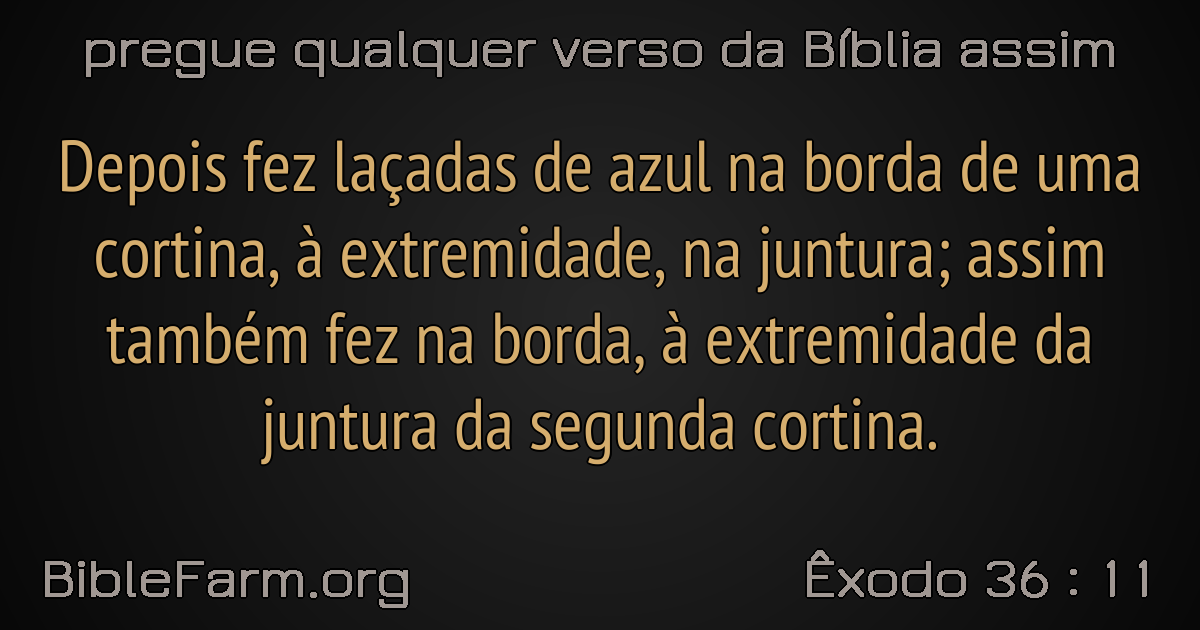 pregue qualquer verso da Bíblia assim
Depois fez laçadas de azul na borda de uma
cortina, à extremidade, na juntura; assim
também fez na borda, à extremidade da
juntura da segunda cortina.
BibleFarm.org
Êxodo 36 : 11